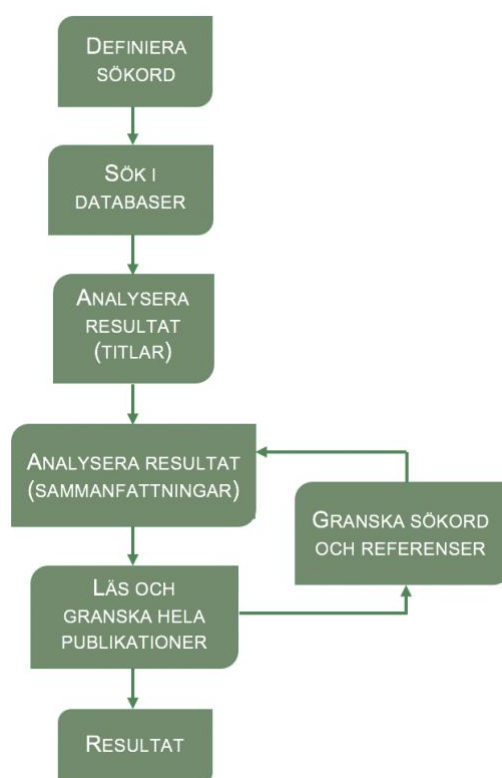 DEFINIERA
SÖKORD
SÖK I
DATABASER
ANALYSERA
RESULTAT
(TITLAR)
ANALYSERA RESULTAT
(SAMMANFATTNINGAR)
GRANSKA SÖKORD
OCH REFERENSER
LÄS OCH
GRANSKA HELA
PUBLIKATIONER
RESULTAT